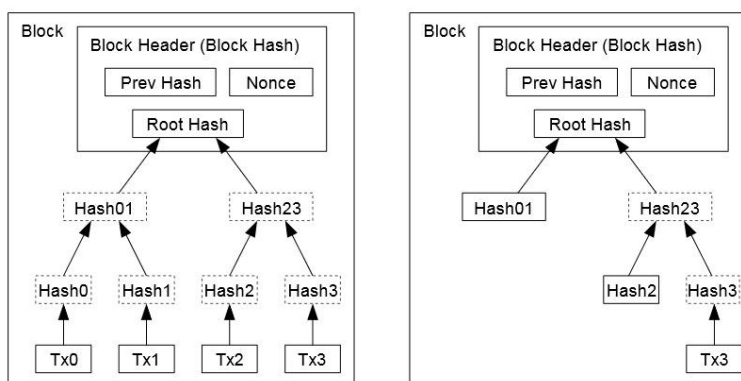 Block
Block Header (Block Hash)
Prev Hash
Nonce
Root Hash
Hash01
Hash23
Hash0
Hash1
Hash2
Hash3
Tx0
Tx1
Tx2
Tx3
Block
Block Header (Block Hash)
Prev Hash
Nonce
Root Hash
Hash01
Hash23
Hash2
Hash3
Tx3